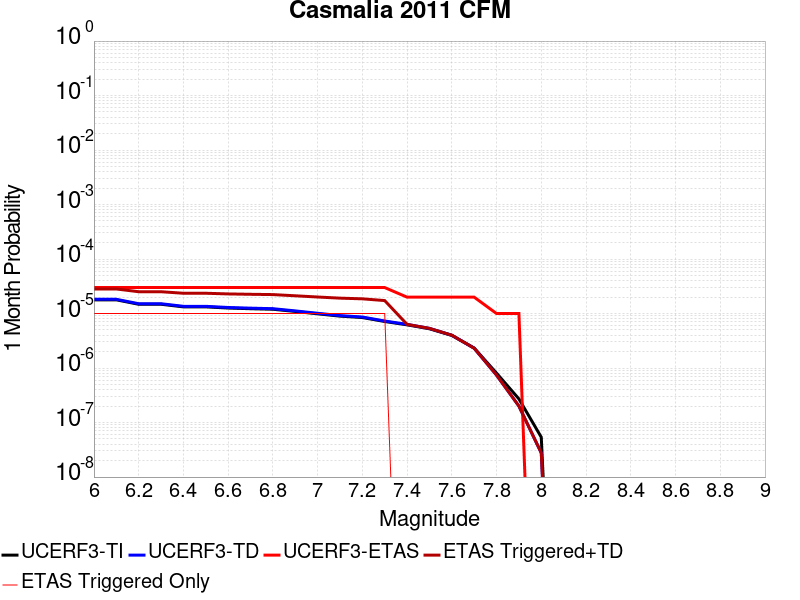 Casmalia 2011 CFM
10^0
10^-1
10^-2
10^-3
10^-4
10^-5
10^-6
10^-7
10^-8
1 Month Probability
6 6.2 6.4 6.6 6.8 7 7.2 7.4 7.6 7.8 8 8.2 8.4 8.6 8.8 9
Magnitude
UCERF3-TI UCERF3-TD UCERF3-ETAS ETAS Triggered+TD
ETAS Triggered Only